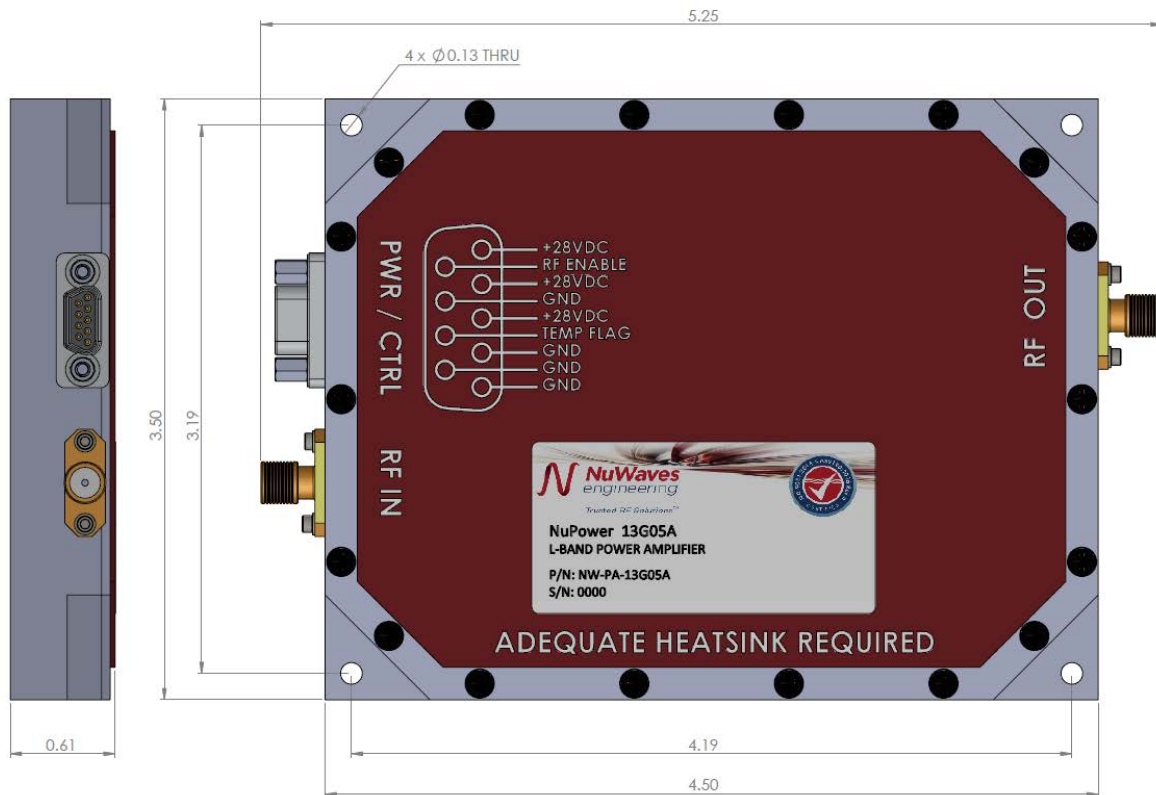 5.25
4 x Ø0.13 THRU
+28VDC
RF ENABLE
+28VDC
GND
+28VDC
TEMP FLAG
GND
GND
GND
PWR / CTRL
RF OUT
3.50
3.19
RF IN
NuWaves
engineering
Trusted RF Solutions™
NuPower 13G05A
L-BAND POWER AMPLIFIER
P/N: NW-PA-13G05A
S/N: 0000
ADEQUATE HEATSINK REQUIRED
0.61
4.19
4.50